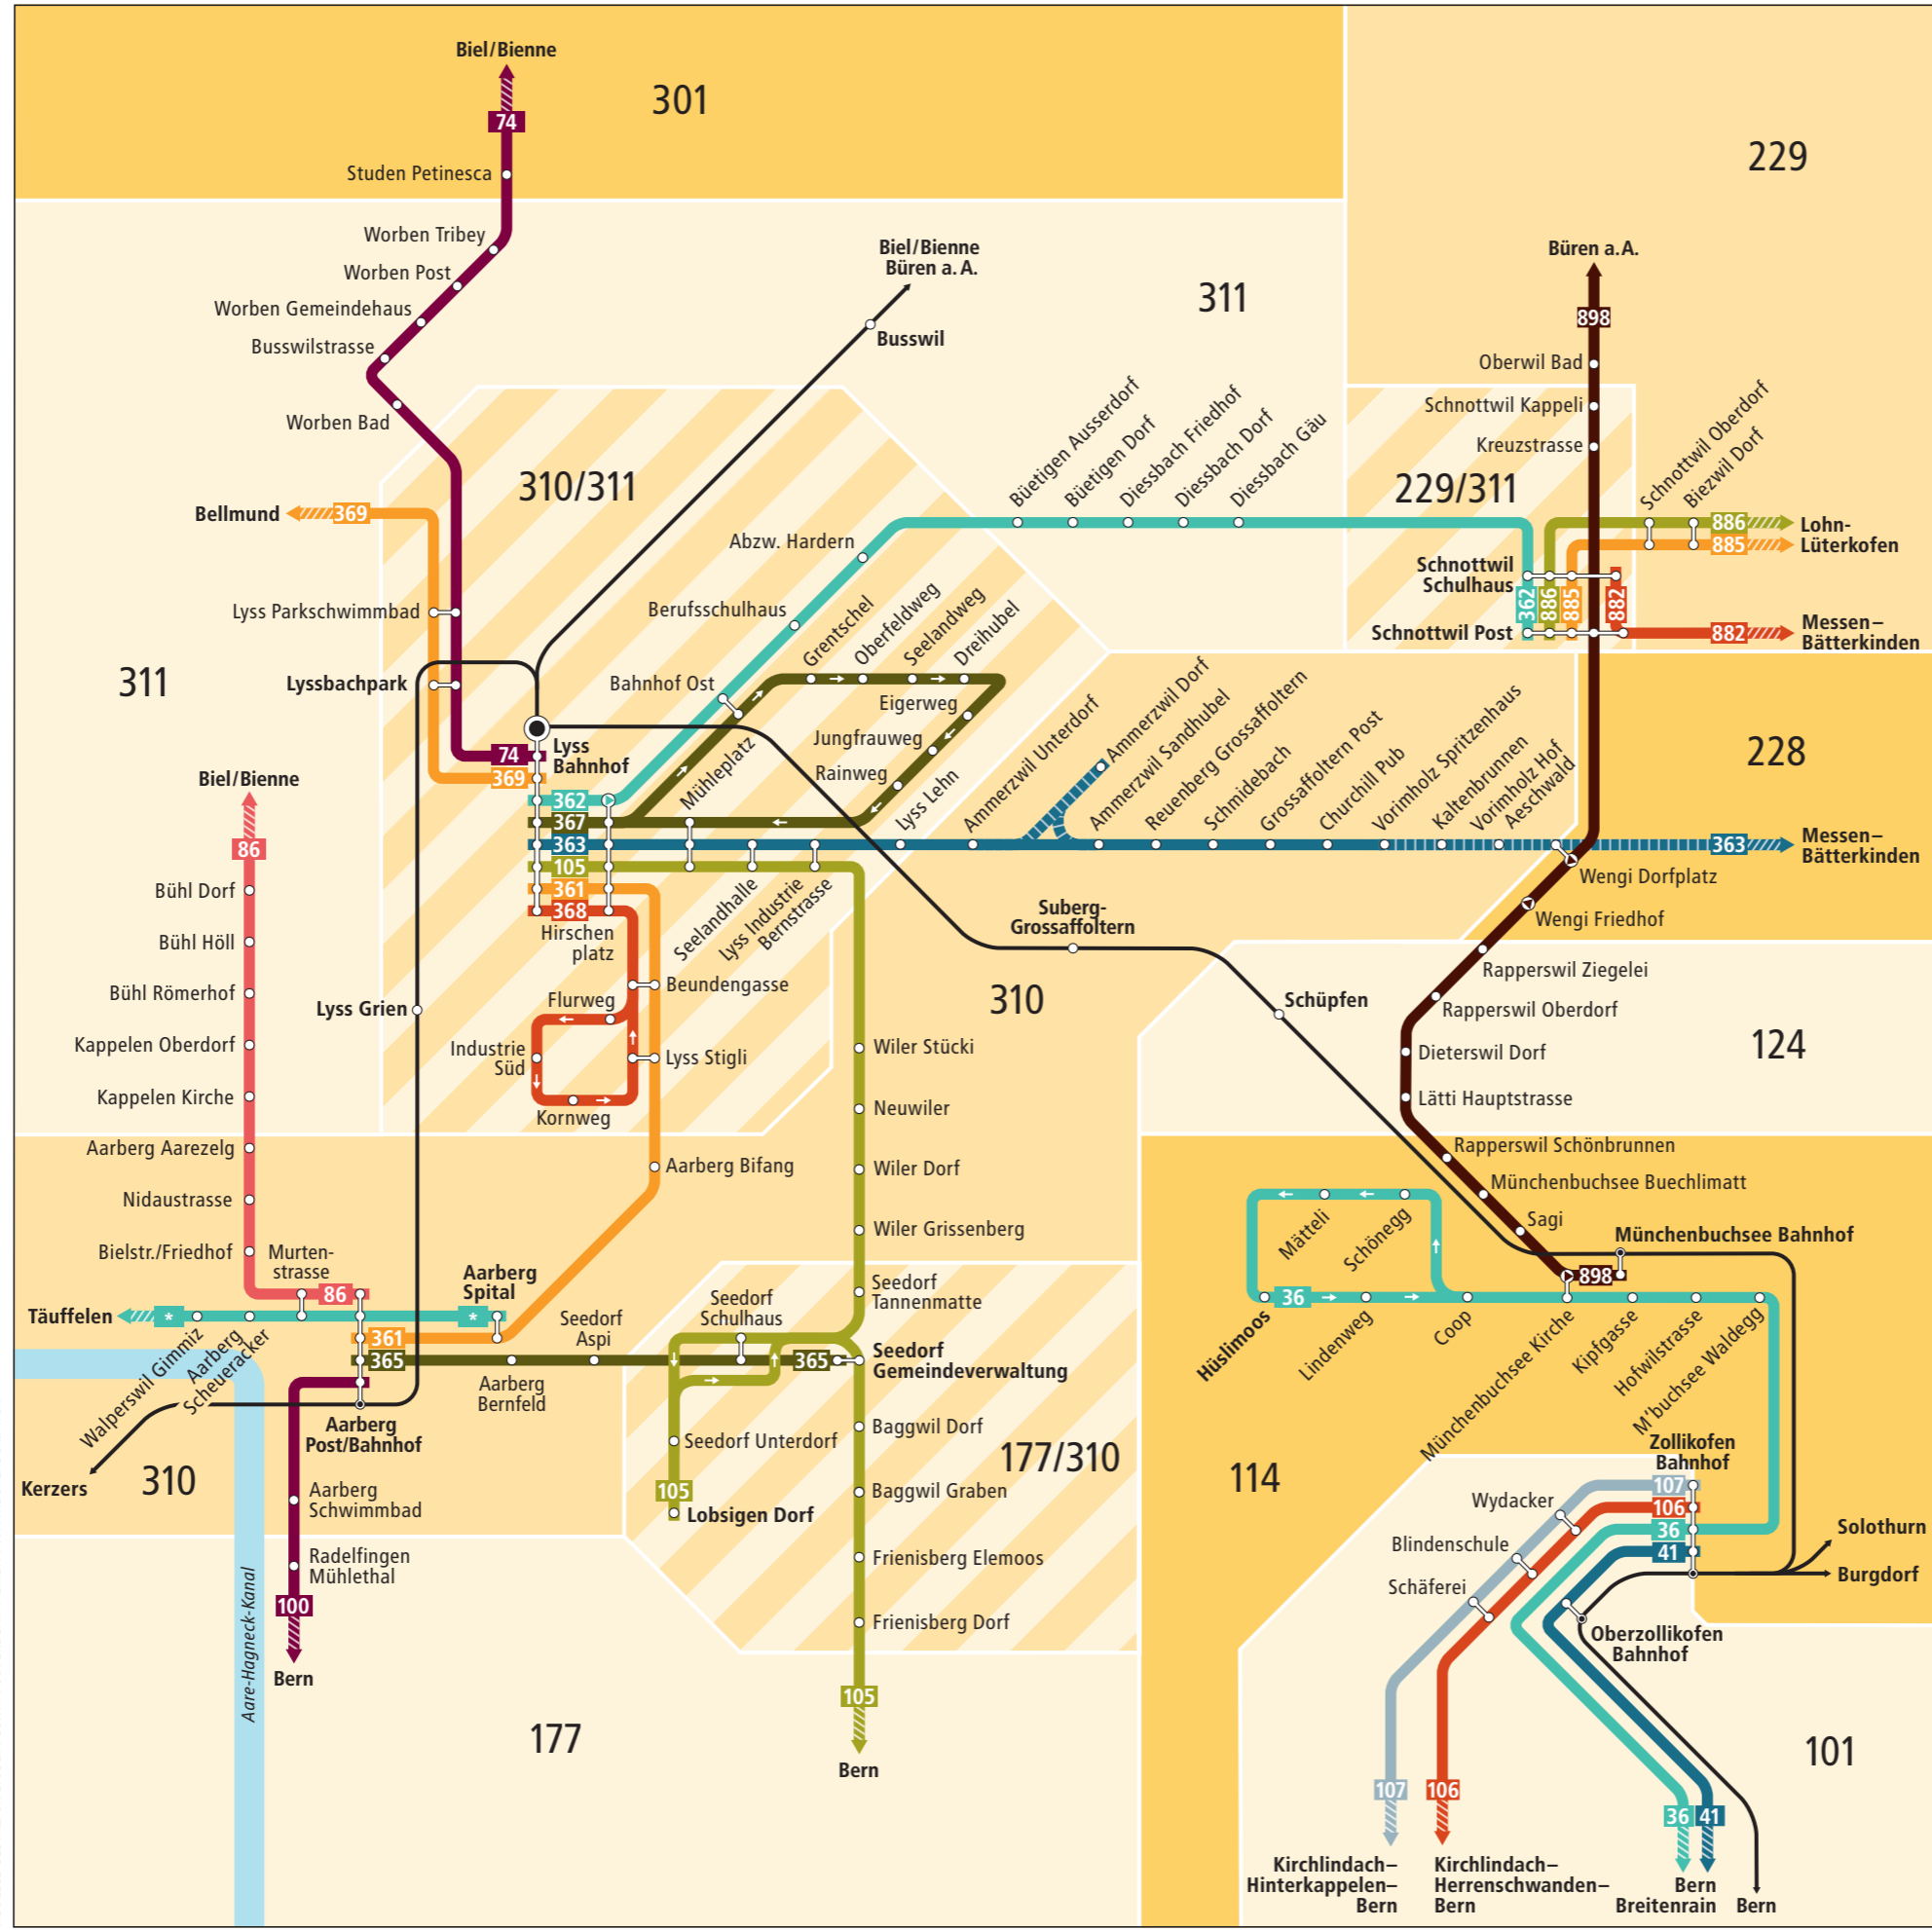 Biel/Bienne
301
74
229
Studen Petinesca
Worben Tribey
Biel/Bienne
Büren a. A.
Büren a. A.
Worben Post
311
Worben Gemeindehaus
898
Busswil
Busswilstrasse
Oberwil Bad
Worben Bad
Schnottwil Kappeli
Kreuzstrasse
310/311
229/311
Büetigen Ausserdorf
Büetigen Dorf
Diessbach Friedhof
Diessbach Dorf
Diessbach Gäu
Schnottwil Oberdorf
Biezwil Dorf
Bellmund
369
886
885
Lohn-
Lüterkofen
Abzw. Hardern
Schnottwil
Schulhaus
362
886
885
882
Lyss Parkschwimmbad
Berufsschulhaus
Grentschel
Oberfeldweg
Seelandweg
Dreihubel
Schnottwil Post
882
Messen–
Bätterkinden
311
Lyssbachpark
Bahnhof Ost
Eigerweg
Jungfrauweg
Rainweg
Mühleplatz
Lyss Lehn
Ammerzwil Unterdorf
Ammerzwil Dorf
Ammerzwil Sandhubel
Reuenberg Grossaffoltern
Schmidebach
Grossaffoltern Post
Churchill Pub
Vorimholz Spritzenhaus
Kaltenbrunnen
Vorimholz Hof
Aeschwald
228
74
Lyss
Bahnhof
369
Biel/Bienne
86
362
367
363
105
361
368
363
Messen–
Bätterkinden
Wengi Dorfplatz
Wengi Friedhof
Hirschen
platz
Seelandhalle
Lyss Industrie
Bernstrasse
Suberg-
Grossaffoltern
Bühl Dorf
Bühl Höll
Bühl Römerhof
Kappelen Oberdorf
Kappelen Kirche
Aarberg Aarezelg
Nidaustrasse
Bielstr./Friedhof
Lyss Grien
Beundengasse
Flurweg
Industrie
Süd
Lyss Stigli
Kornweg
310
Schüpfen
Rapperswil Ziegelei
Rapperswil Oberdorf
124
Dieterswil Dorf
Lätti Hauptstrasse
Wiler Stücki
Neuwiler
Wiler Dorf
Wiler Grissenberg
Aarberg Bifang
Rapperswil Schönbrunnen
Münchenbuchsee Buechlimatt
Sagi
Münchenbuchsee Bahnhof
898
Mätteli
Schönegg
Hüslimoos
36
Lindenweg
Coop
Münchenbuchsee Kirche
Kipfgasse
Hofwilstrasse
M'buchsee Waldegg
Murten-
strasse
86
Aarberg
Spital
Täuffelen
*
*
Walperswil Gimmiz
Aarberg
Scheueracker
361
365
Seedorf
Aspi
Aarberg
Bernfeld
Seedorf
Schulhaus
Seedorf
Tannenmatte
365
Seedorf
Gemeindeverwaltung
Aarberg
Post/Bahnhof
Kerzers
310
Seedorf Unterdorf
105
Lobsigen Dorf
Baggwil Dorf
177/310
Baggwil Graben
Frienisberg Elemoos
Frienisberg Dorf
105
Bern
Aarberg
Schwimmbad
Radelfingen
Mühlethal
100
Bern
Aare-Hagneck-Kanal
177
114
Zollikofen
Bahnhof
107
106
36
41
Wydacker
Blindenschule
Schäferei
Solothurn
Burgdorf
Oberzollikofen
Bahnhof
101
107
106
36
41
Kirchlindach–
Hinterkappelen–
Bern
Kirchlindach–
Herrenschwanden–
Bern
Bern
Breitenrain
Bern